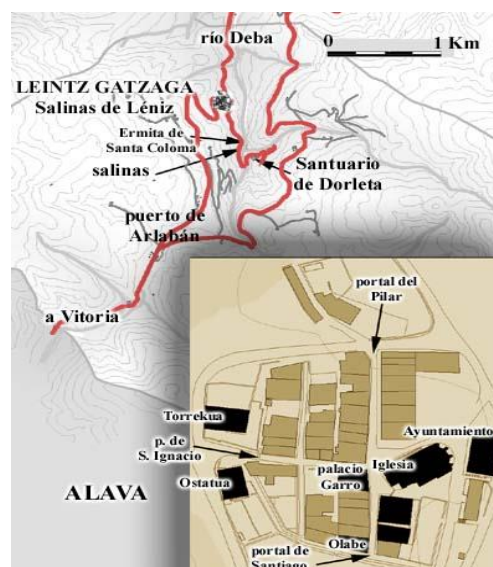 río Deba
0 1 Km
LEINTZ GATZAGA
Salinas de Léniz
Ermita de
Santa Coloma
salinas
Santuario
de Dorleta
puerto de
Arlabán
a Vitoria
portal del
Pilar
Torrekua
Ayuntamiento
p. de
S. Ignacio
palacio
Garro
Iglesia
Ostatua
ALAVA
Olabe
portal de
Santiago